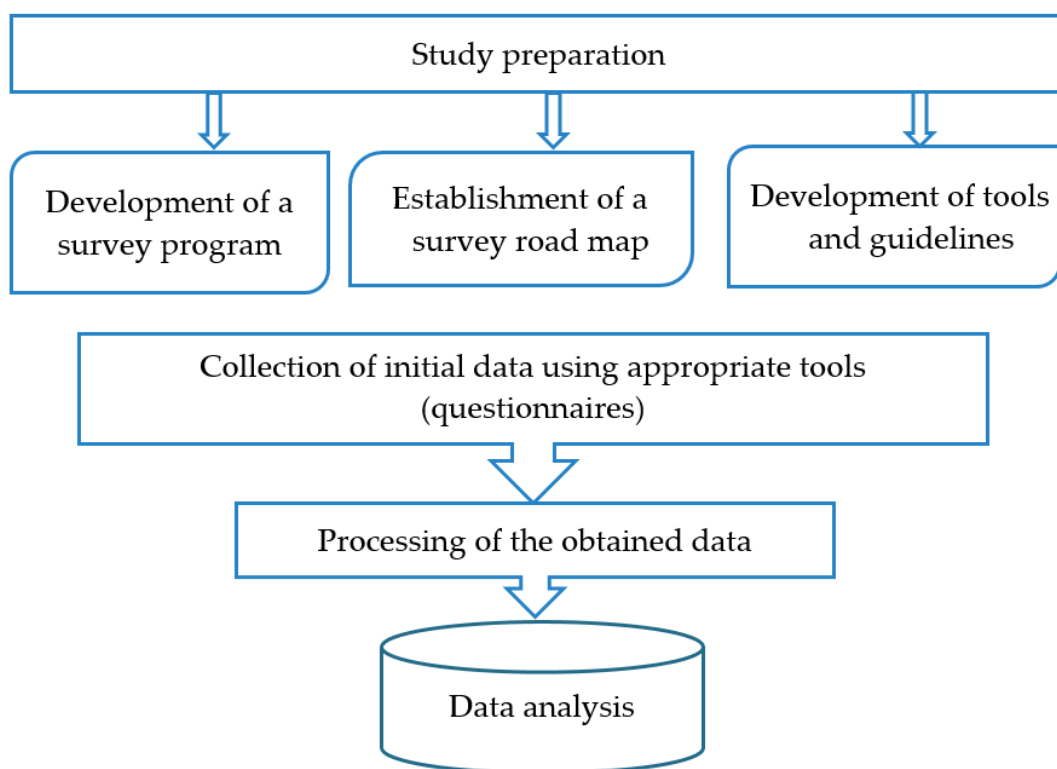 Study preparation
Development of a
survey program
Establishment of a
survey road map
Development of tools
and guidelines
Collection of initial data using appropriate tools
(questionnaires)
Processing of the obtained data
Data analysis